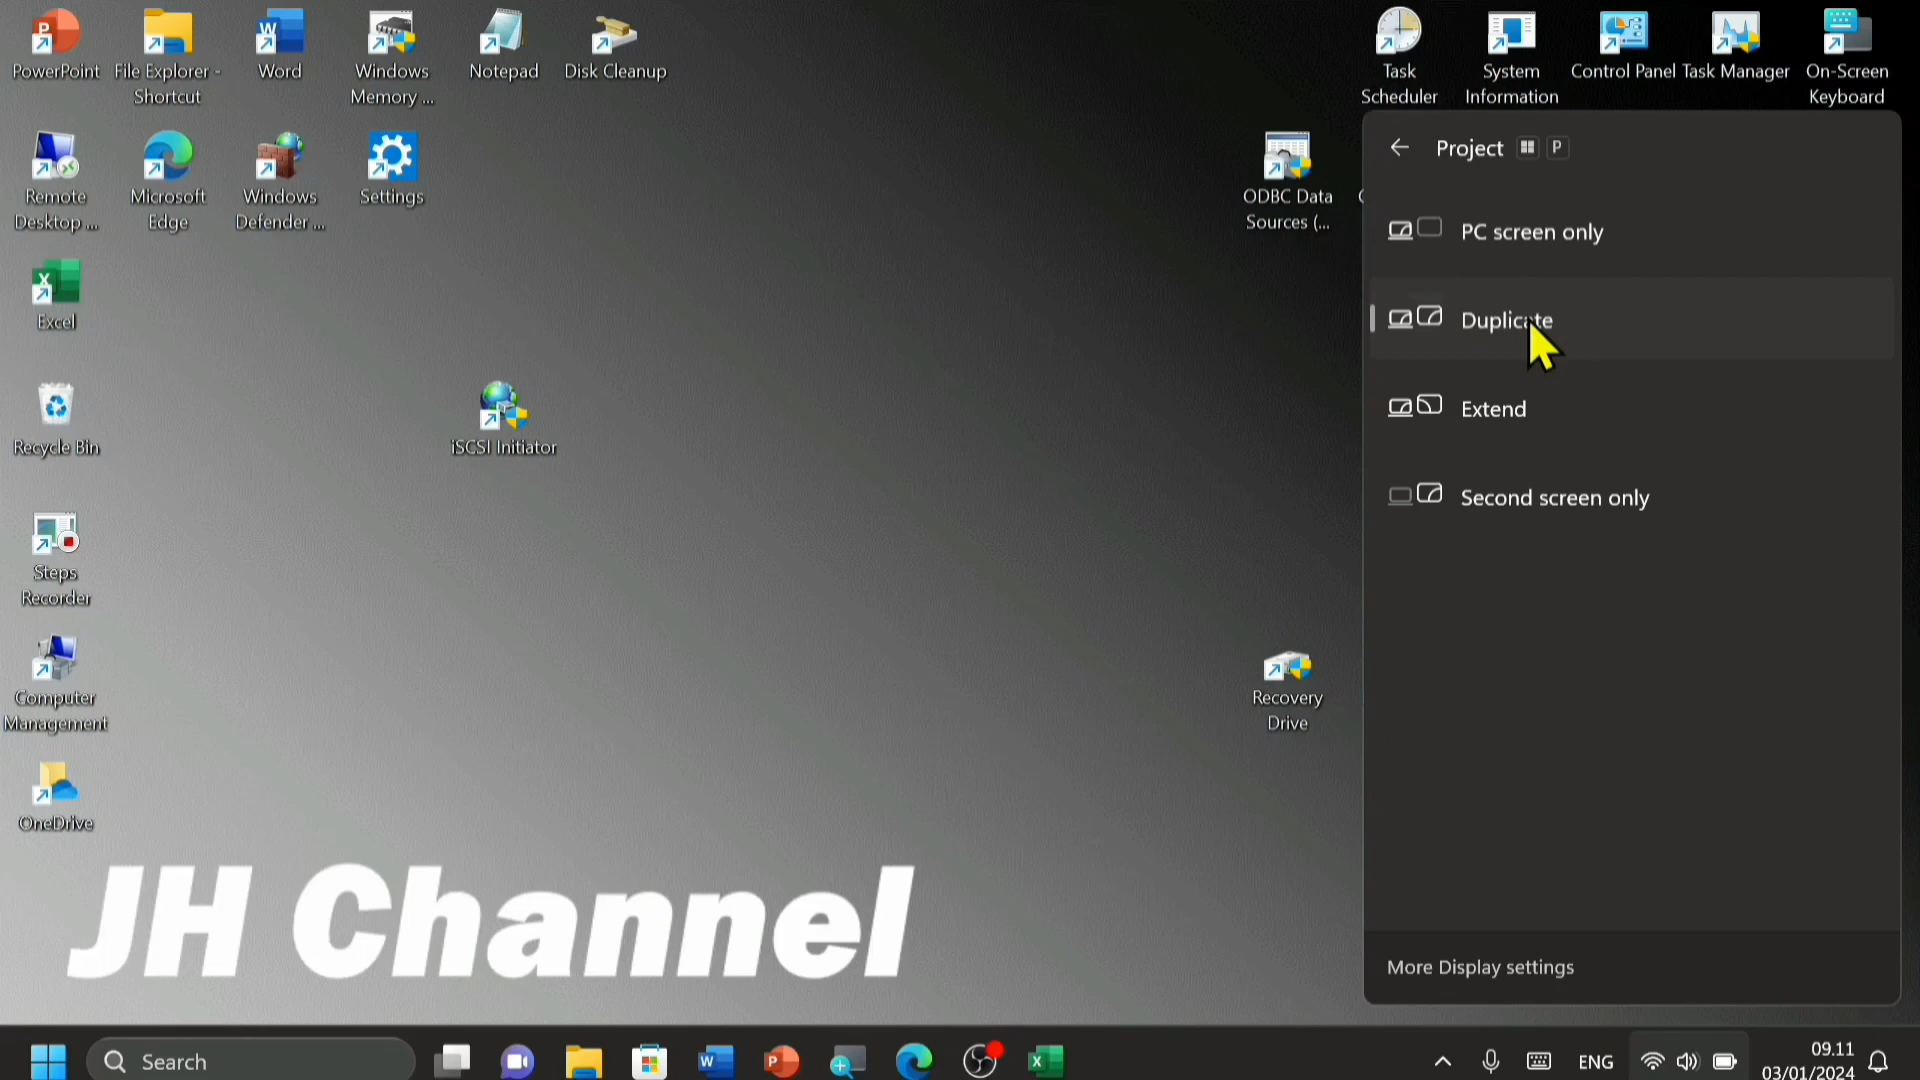 PowerPoint
File Explorer -
Shortcut
Word
Windows
Memory ...
Notepad
Disk Cleanup
Task
Scheduler
System
Information
Control Panel
Task Manager
On-Screen
Keyboard
Remote
Desktop ...
Microsoft
Edge
Windows
Defender ...
Settings
ODBC Data
Sources (...
Excel
Recycle Bin
iSCSI Initiator
Steps
Recorder
Computer
Management
OneDrive
Recovery
Drive
Project P
PC screen only
Duplicate
Extend
Second screen only
More Display settings
JH Channel
Search
ENG
09.11
03/01/2024